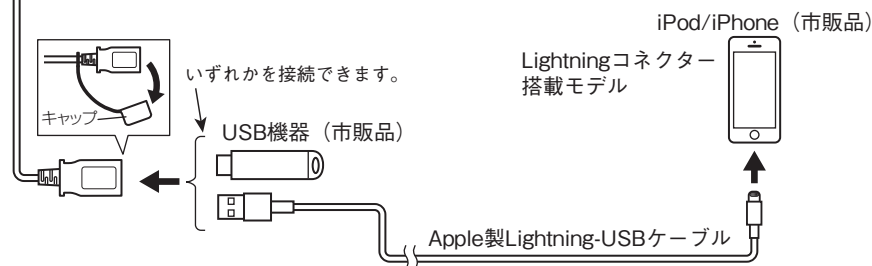 iPod/iPhone（市販品）
Lightningコネクター
搭載モデル
いずれかを接続できます。
キャップ
USB機器（市販品）
Apple製Lightning-USBケーブル